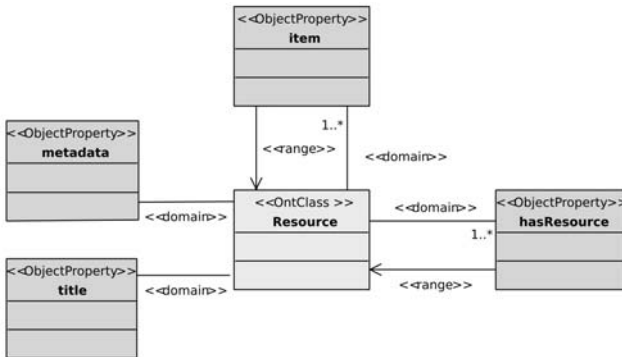 <<ObjectProperty>>
item
1..*
<<range>>
<<domain>>
<<ObjectProperty>>
metadata
<<domain>>
<<OntClass >>
Resource
<<domain>>
<<ObjectProperty>>
hasResource
1..*
<<range>>
<<ObjectProperty>>
title
<<domain>>